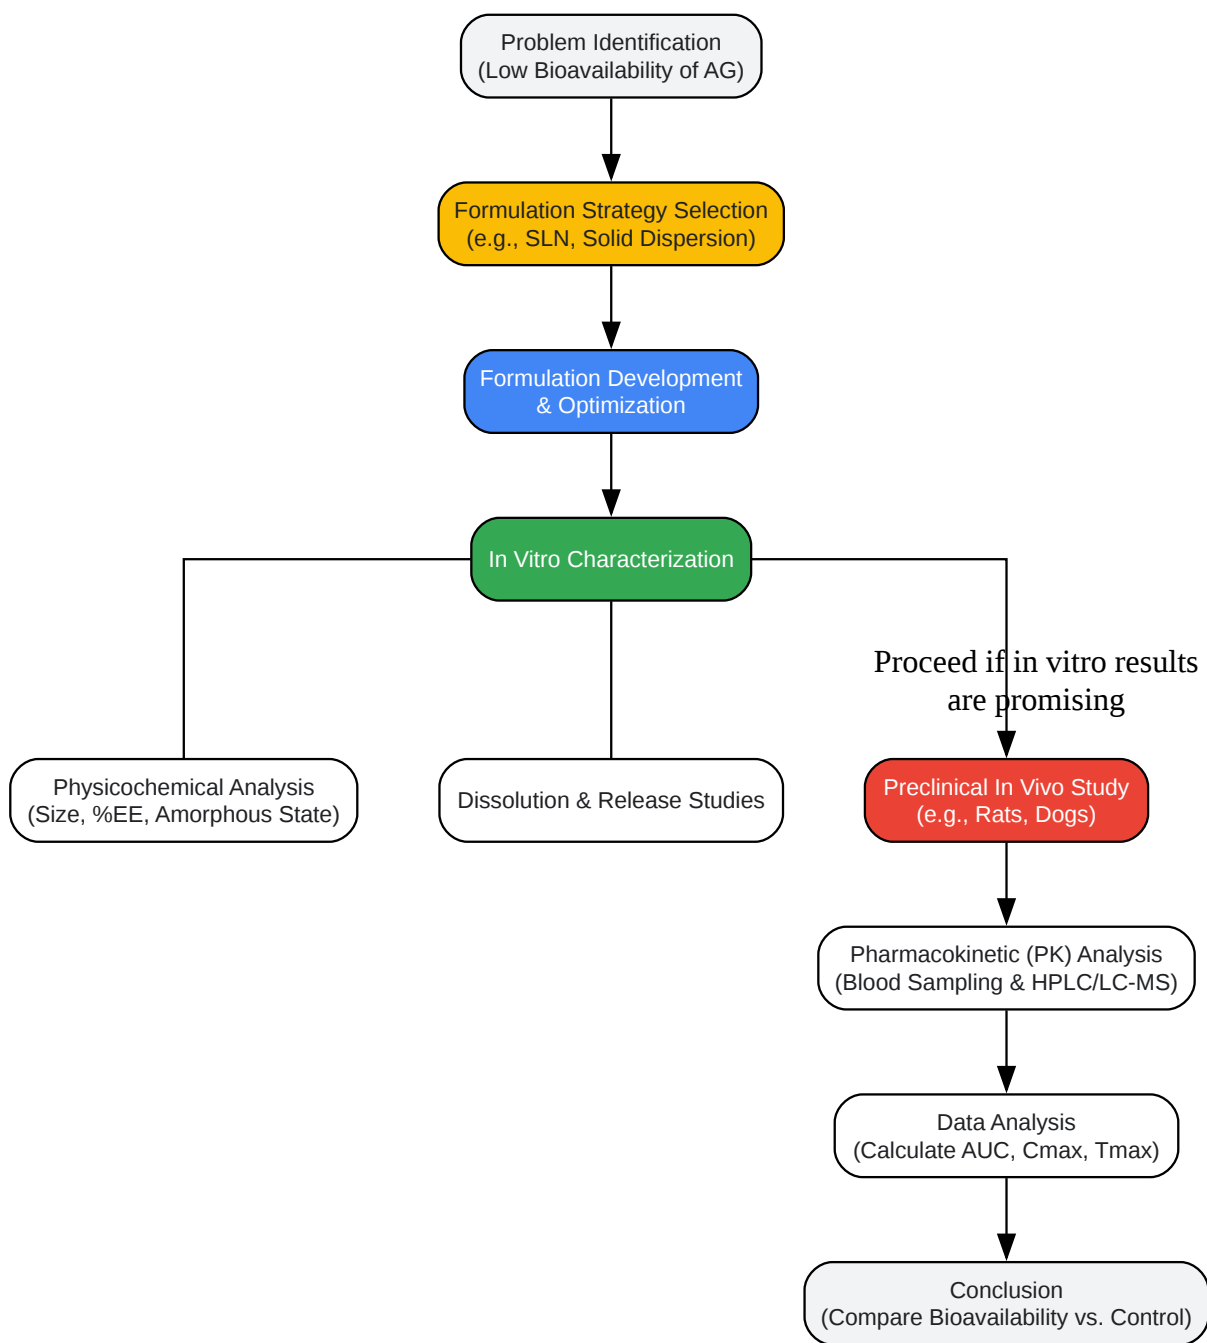 Problem Identification
(Low Bioavailability of AG)
Formulation Strategy Selection
(e.g., SLN, Solid Dispersion)
Formulation Development
& Optimization
In Vitro Characterization
Proceed if in vitro results
are promising
Physicochemical Analysis
(Size, %EE, Amorphous State)
Dissolution & Release Studies
Preclinical In Vivo Study
(e.g., Rats, Dogs)
Pharmacokinetic (PK) Analysis
(Blood Sampling & HPLC/LC-MS)
Data Analysis
(Calculate AUC, Cmax, Tmax)
Conclusion
(Compare Bioavailability vs. Control)